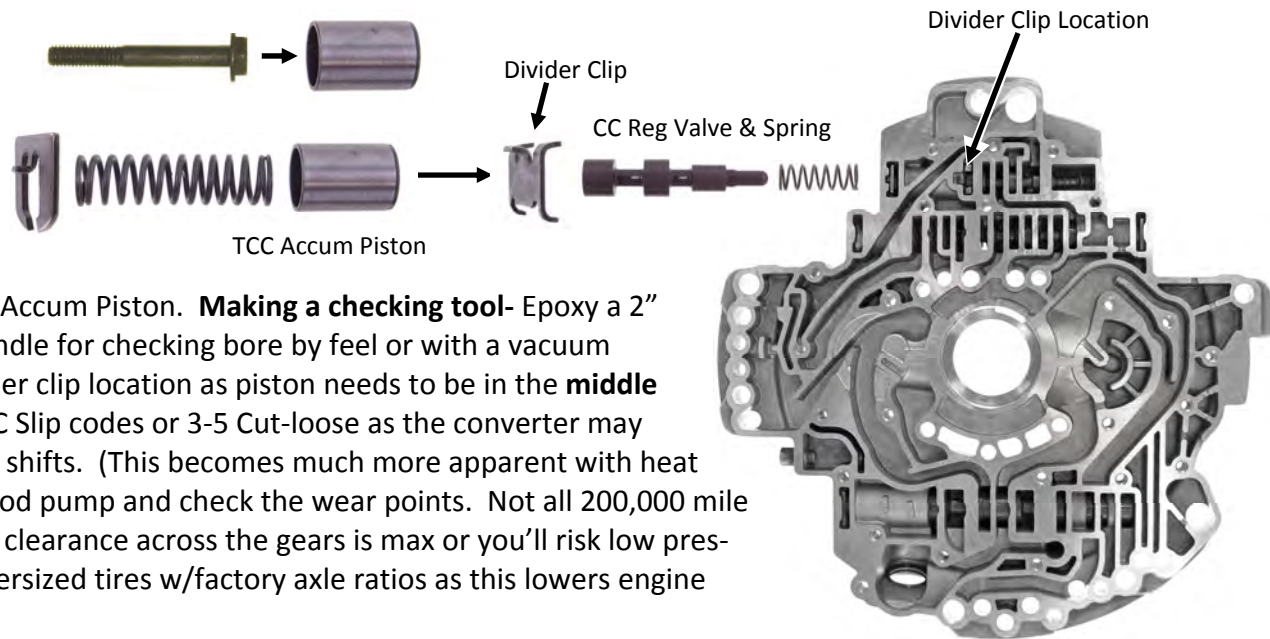 Divider Clip Location
Divider Clip
CC Reg Valve & Spring
TCC Accum Piston
Accum Piston. Making a checking tool- Epoxy a 2”
ndle for checking bore by feel or with a vacuum
er clip location as piston needs to be in the middle
C Slip codes or 3-5 Cut-loose as the converter may
shifts. (This becomes much more apparent with heat
od pump and check the wear points. Not all 200,000 mile
clearance across the gears is max or you’ll risk low pres-
ersized tires w/factory axle ratios as this lowers engine